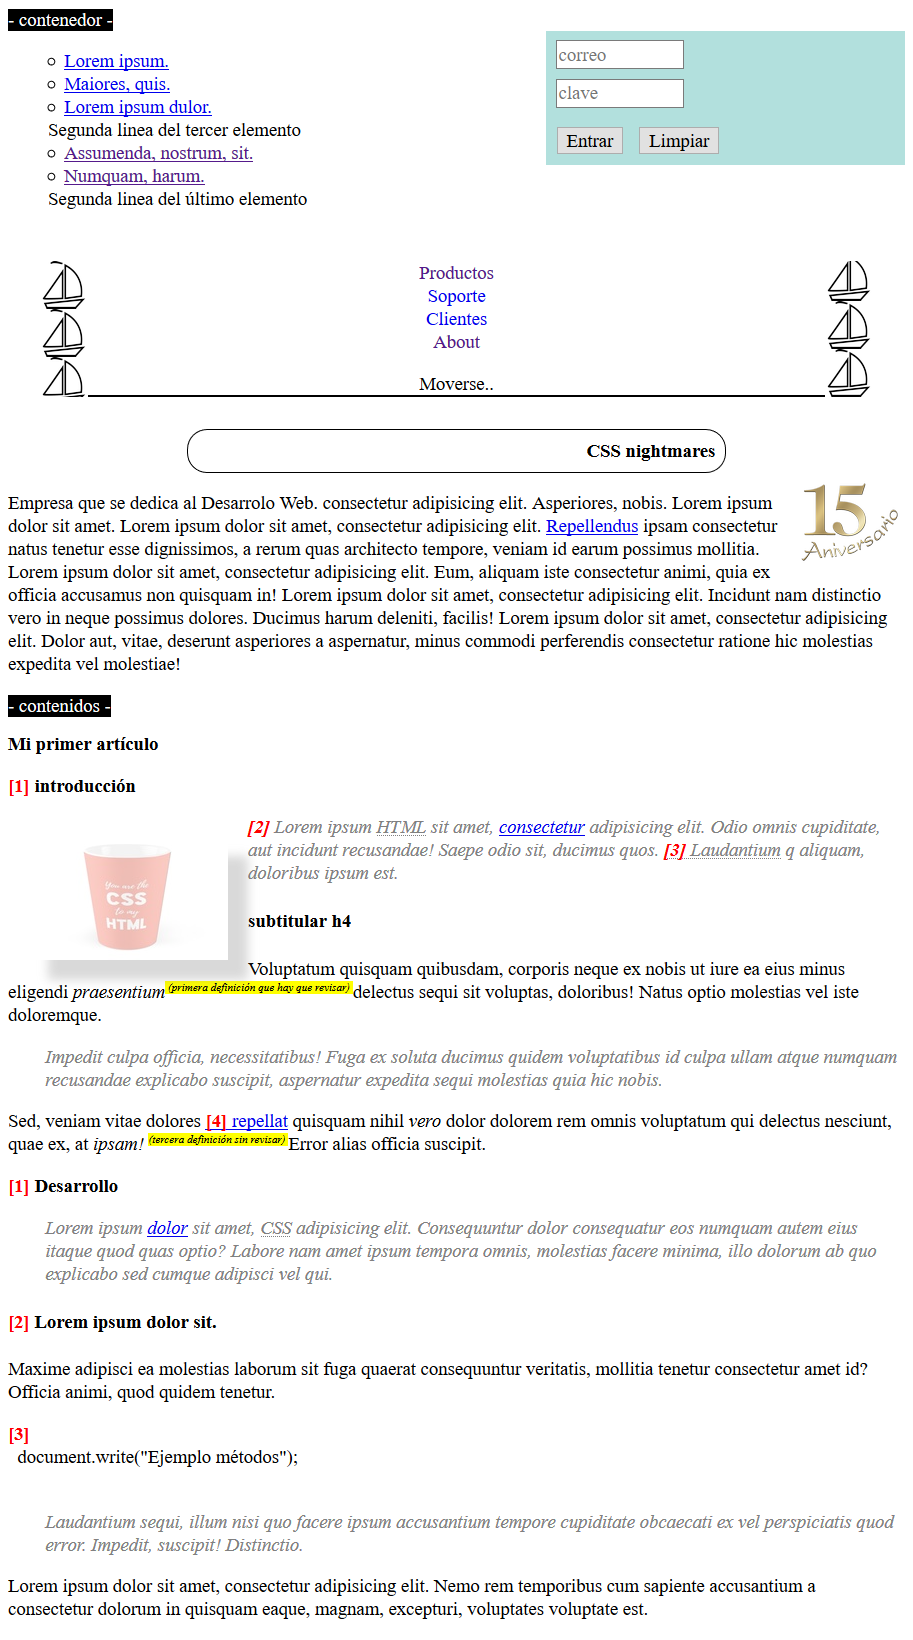 - contenedor -
Lorem ipsum.
Maiores, quis.
Lorem ipsum dulor.
Segunda linea del tercer elemento
Assumenda, nostrum, sit.
Numquam, harum.
Segunda linea del último elemento
correo
clave
Entrar Limpiar
Productos
Soporte
Clientes
About
Moverse..
CSS nightmares
15
Aniversario
Empresa que se dedica al Desarrolo Web. consectetur adipisicing elit. Asperiores, nobis. Lorem ipsum
dolor sit amet. Lorem ipsum dolor sit amet, consectetur adipisicing elit. Repellendus ipsam consectetur
natus tenetur esse dignissimos, a rerum quas architecto tempore, veniam id earum possimus mollitia.
Lorem ipsum dolor sit amet, consectetur adipisicing elit. Eum, aliquam iste consectetur animi, quia ex
officia accusamus non quisquam in! Lorem ipsum dolor sit amet, consectetur adipisicing elit. Incidunt nam distinctio
vero in neque possimus dolores. Ducimus harum deleniti, facilis! Lorem ipsum dolor sit amet, consectetur adipisicing
elit. Dolor aut, vitae, deserunt asperiores a aspernatur, minus commodi perferendis consectetur ratione hic molestias
expedita vel molestiae!
- contenidos -
Mi primer artículo
[1] introducción
You are the
CSS
to my
HTML
[2] Lorem ipsum HTML sit amet, consectetur adipisicing elit. Odio omnis cupiditate,
aut incidunt recusandae! Saepe odio sit, ducimus quos. [3] Laudantium q aliquam,
doloribus ipsum est.
subtitular h4
Voluptatum quisquam quibusdam, corporis neque ex nobis ut iure ea eius minus
eligendi praesentium (primera definición que hay que revisar) delectus sequi sit voluptas, doloribus! Natus optio molestias vel iste
doloremque.
Impedit culpa officia, necessitatibus! Fuga ex soluta ducimus quidem voluptatibus id culpa ullam atque numquam
recusandae explicabo suscipit, aspernatur expedita sequi molestias quia hic nobis.
Sed, veniam vitae dolores [4] repellat quisquam nihil vero dolor dolorem rem omnis voluptatum qui delectus nesciunt,
quae ex, at ipsam! (tercera definición sin revisar) Error alias officia suscipit.
[1] Desarrollo
Lorem ipsum dolor sit amet, CSS adipisicing elit. Consequuntur dolor consequatur eos numquam autem eius
itaque quod quas optio? Labore nam amet ipsum tempora omnis, molestias facere minima, illo dolorum ab quo
explicabo sed cumque adipisci vel qui.
[2] Lorem ipsum dolor sit.
Maxime adipisci ea molestias laborum sit fuga quaerat consequuntur veritatis, mollitia tenetur consectetur amet id?
Officia animi, quod quidem tenetur.
[3]
document.write("Ejemplo métodos");
Laudantium sequi, illum nisi quo facere ipsum accusantium tempore cupiditate obcaecati ex vel perspiciatis quod
error. Impedit, suscipit! Distinctio.
Lorem ipsum dolor sit amet, consectetur adipisicing elit. Nemo rem temporibus cum sapiente accusantium a
consectetur dolorum in quisquam eaque, magnam, excepturi, voluptates voluptate est.